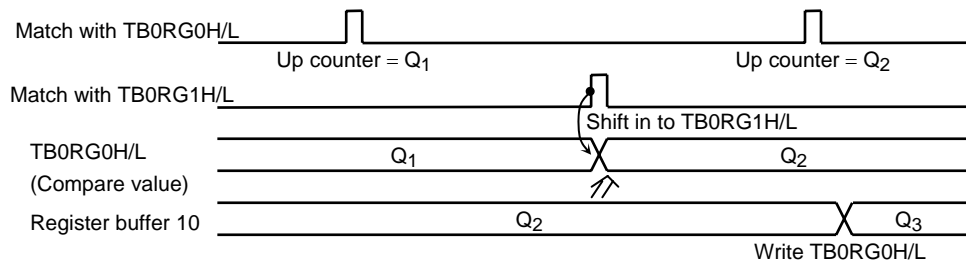 Match with TB0RG0H/L
Up counter = Q1 Up counter = Q2
Match with TB0RG1H/L
Shift in to TB0RG1H/L
TB0RG0H/L
(Compare value)
Q1 Q2
Register buffer 10 Q2 Q3
Write TB0RG0H/L